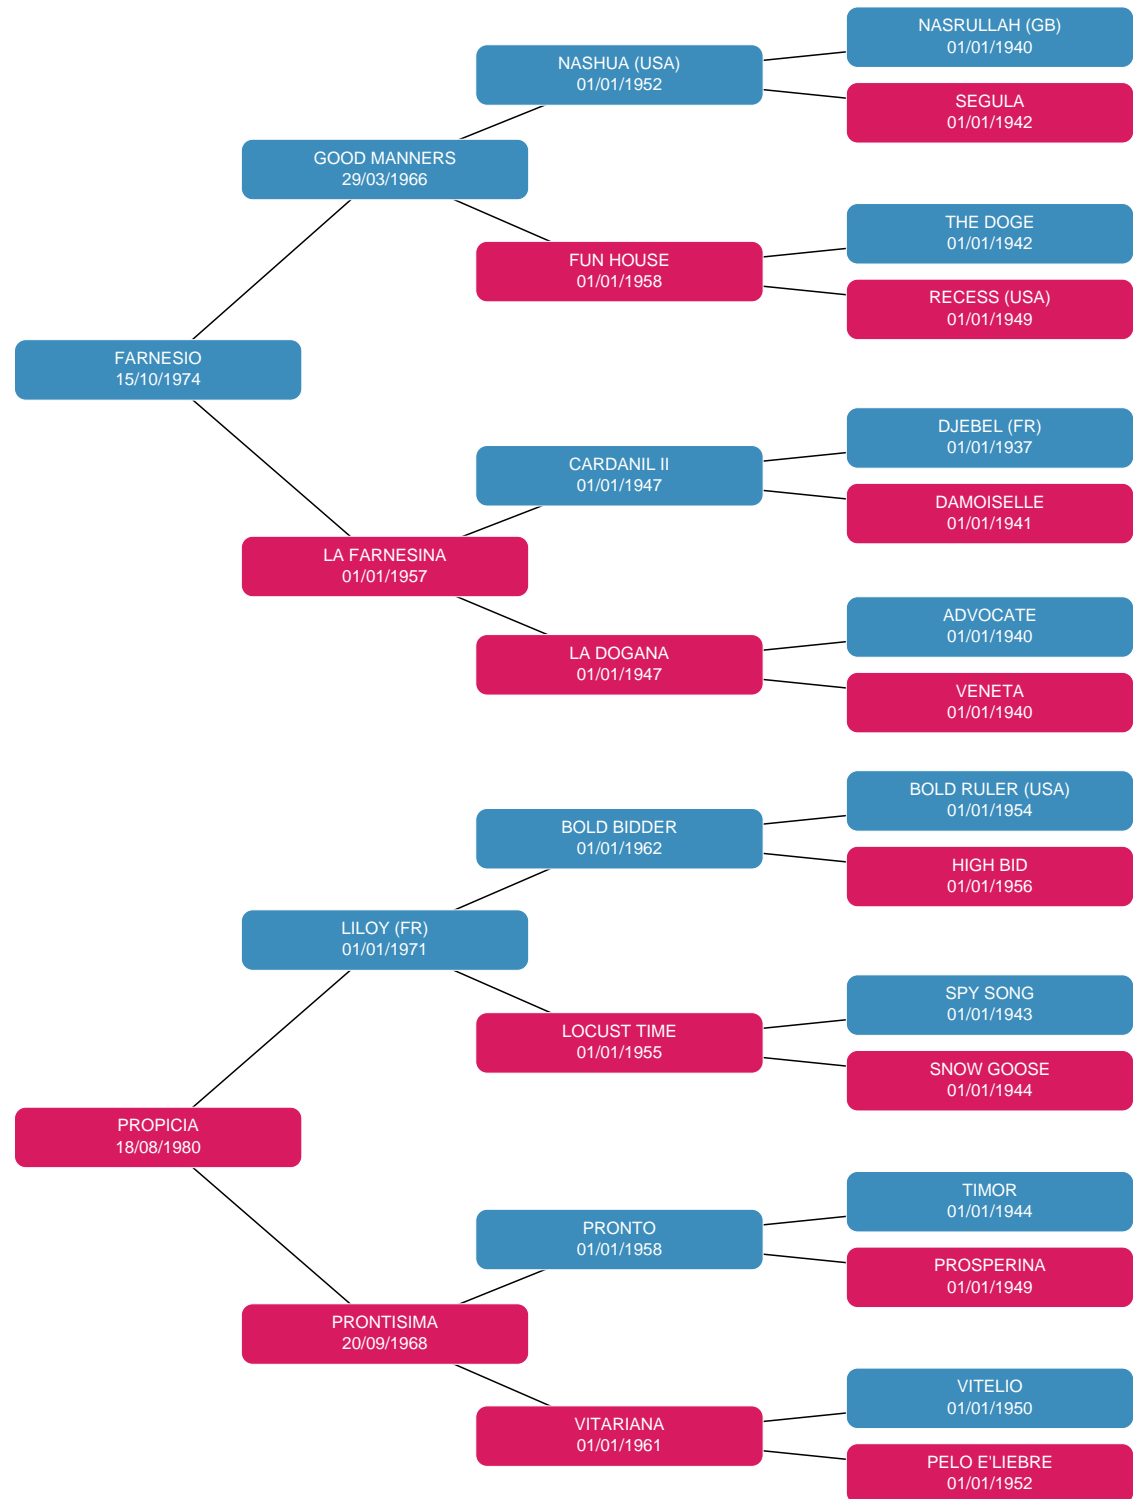 NASRULLAH (GB)
01/01/1940
NASHUA (USA)
01/01/1952
SEGULA
01/01/1942
GOOD MANNERS
29/03/1966
THE DOGE
01/01/1942
FUN HOUSE
01/01/1958
RECESS (USA)
01/01/1949
FARNESIO
15/10/1974
DJEBEL (FR)
01/01/1937
CARDANIL II
01/01/1947
DAMOISELLE
01/01/1941
LA FARNESINA
01/01/1957
ADVOCATE
01/01/1940
LA DOGANA
01/01/1947
VENETA
01/01/1940
BOLD RULER (USA)
01/01/1954
BOLD BIDDER
01/01/1962
HIGH BID
01/01/1956
LILOY (FR)
01/01/1971
SPY SONG
01/01/1943
LOCUST TIME
01/01/1955
SNOW GOOSE
01/01/1944
PROPICIA
18/08/1980
TIMOR
01/01/1944
PRONTO
01/01/1958
PROSPERINA
01/01/1949
PRONTISIMA
20/09/1968
VITELIO
01/01/1950
VITARIANA
01/01/1961
PELO E'LIEBRE
01/01/1952